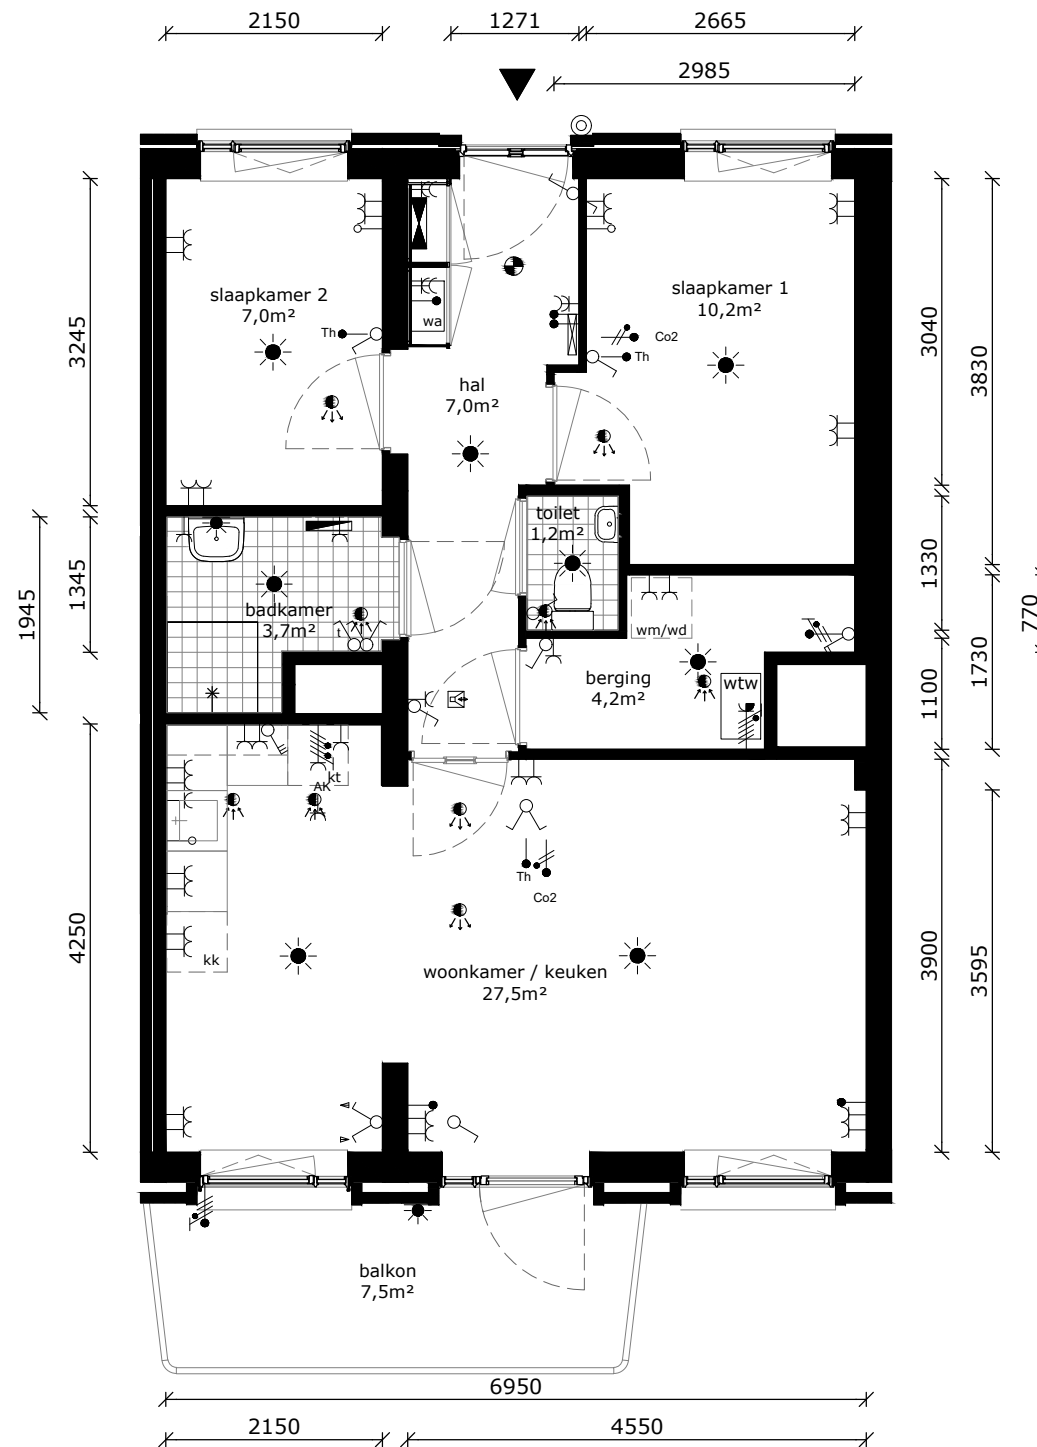 2150
1271
2665
2985
slaapkamer 2
7,0m²
slaapkamer 1
10,2m²
wa
Th
Co2
Th
hal
7,0m²
3245
3040
3830
toilet
1,2m²
1945
1345
badkamer
3,7m²
t
1330
770
wm/wd
berging
4,2m²
wtw
1100
1730
kt
AK
Th
Co2
kk
woonkamer / keuken
27,5m²
4250
3900
3595
balkon
7,5m²
6950
2150
4550